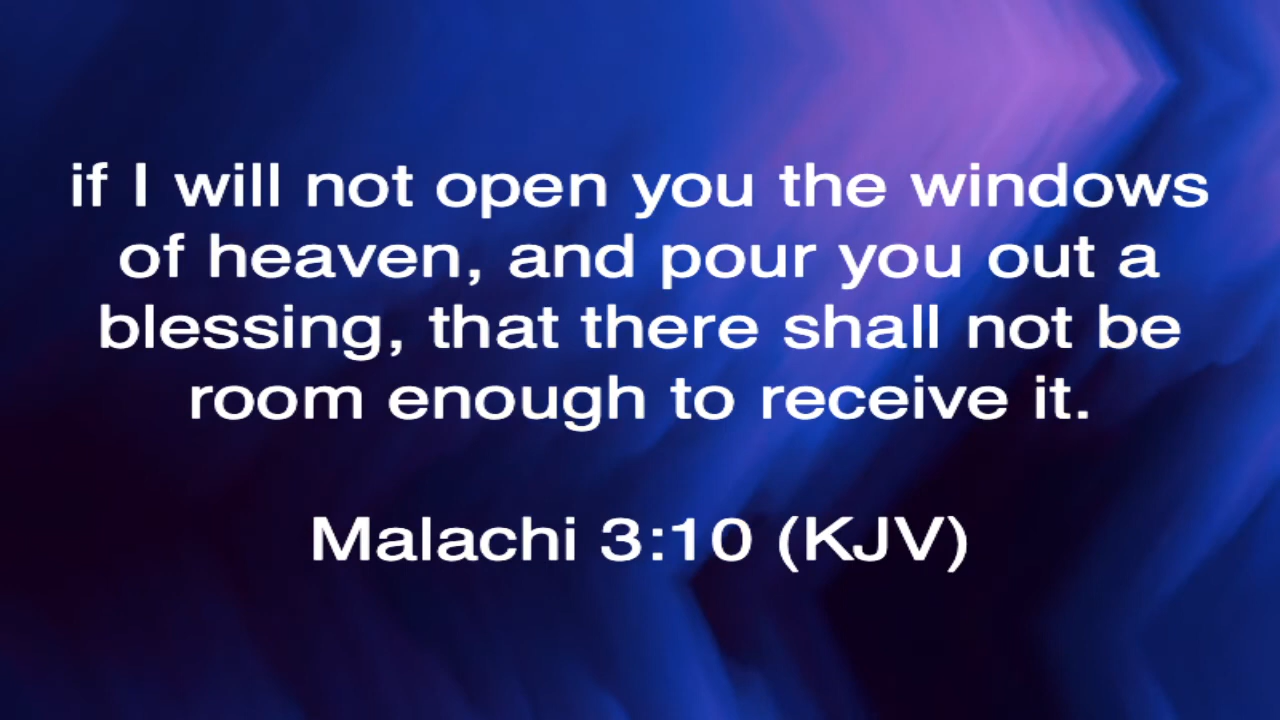 if I will not open you the windows
of heaven, and pour you out a
blessing, that there shall not be
room enough to receive it.
Malachi 3:10 (KJV)